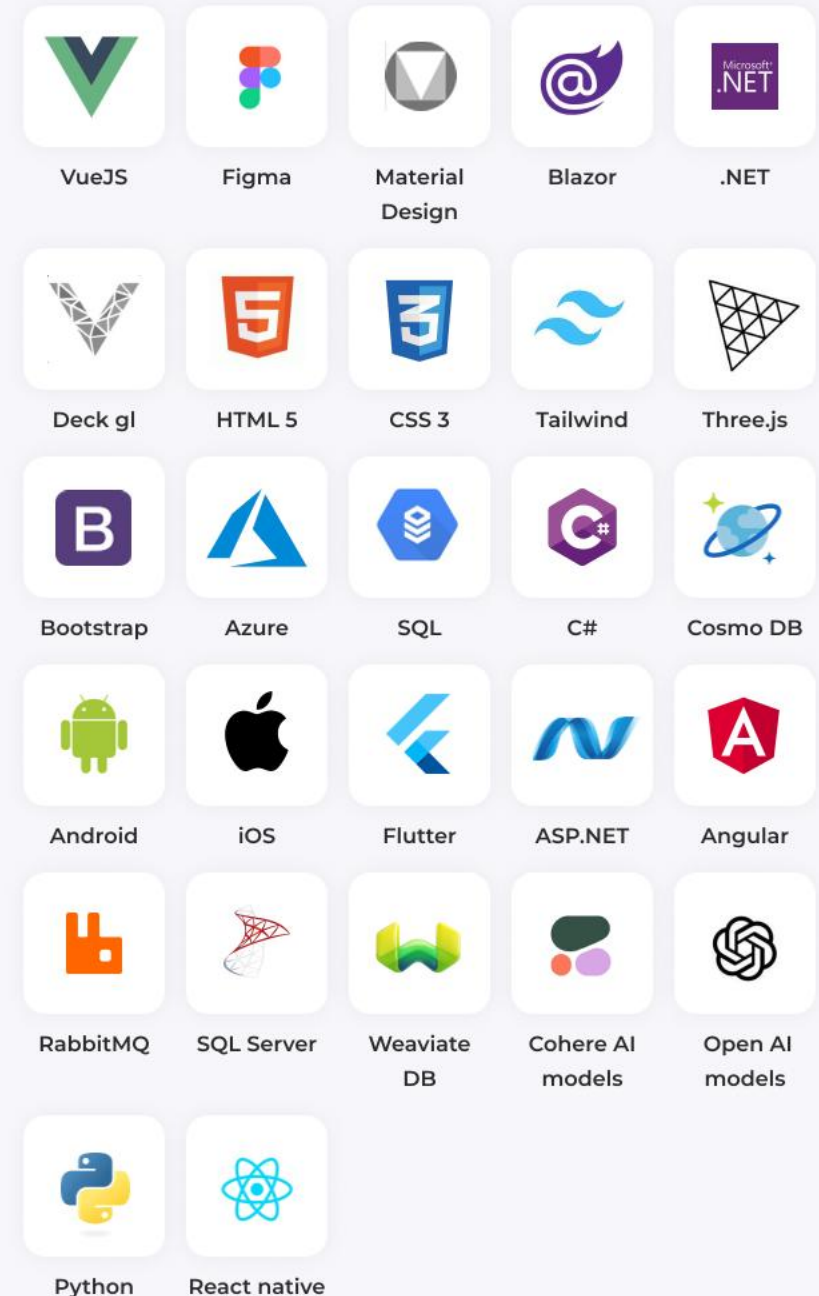 Microsoft
.NET
VueJS
Figma
Material
Design
Blazor
.NET
5
3
Deck gl
HTML 5
CSS 3
Tailwind
Three.js
B
C#
Bootstrap
Azure
SQL
C#
Cosmo DB
A
Android
iOS
Flutter
ASP.NET
Angular
RabbitMQ
SQL Server
Weaviate
DB
Cohere AI
models
Open AI
models
Python
React native